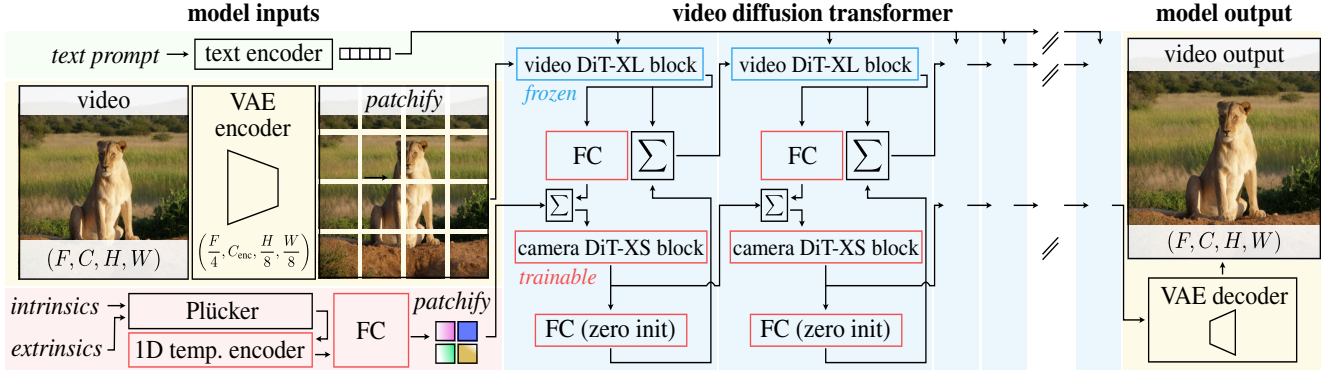 model inputs
video diffusion transformer
model output
text prompt
text encoder
video
VAE
encoder
patchify
(F, C, H, W)
(F/4, C_enc, H/8, W/8)
intrinsics
extrinsics
Plücker
1D temp. encoder
FC
patchify
video DiT-XL block
frozen
FC
∑
∑
camera DiT-XS block
trainable
FC (zero init)
video DiT-XL block
FC
∑
∑
camera DiT-XS block
FC (zero init)
video output
(F, C, H, W)
VAE decoder